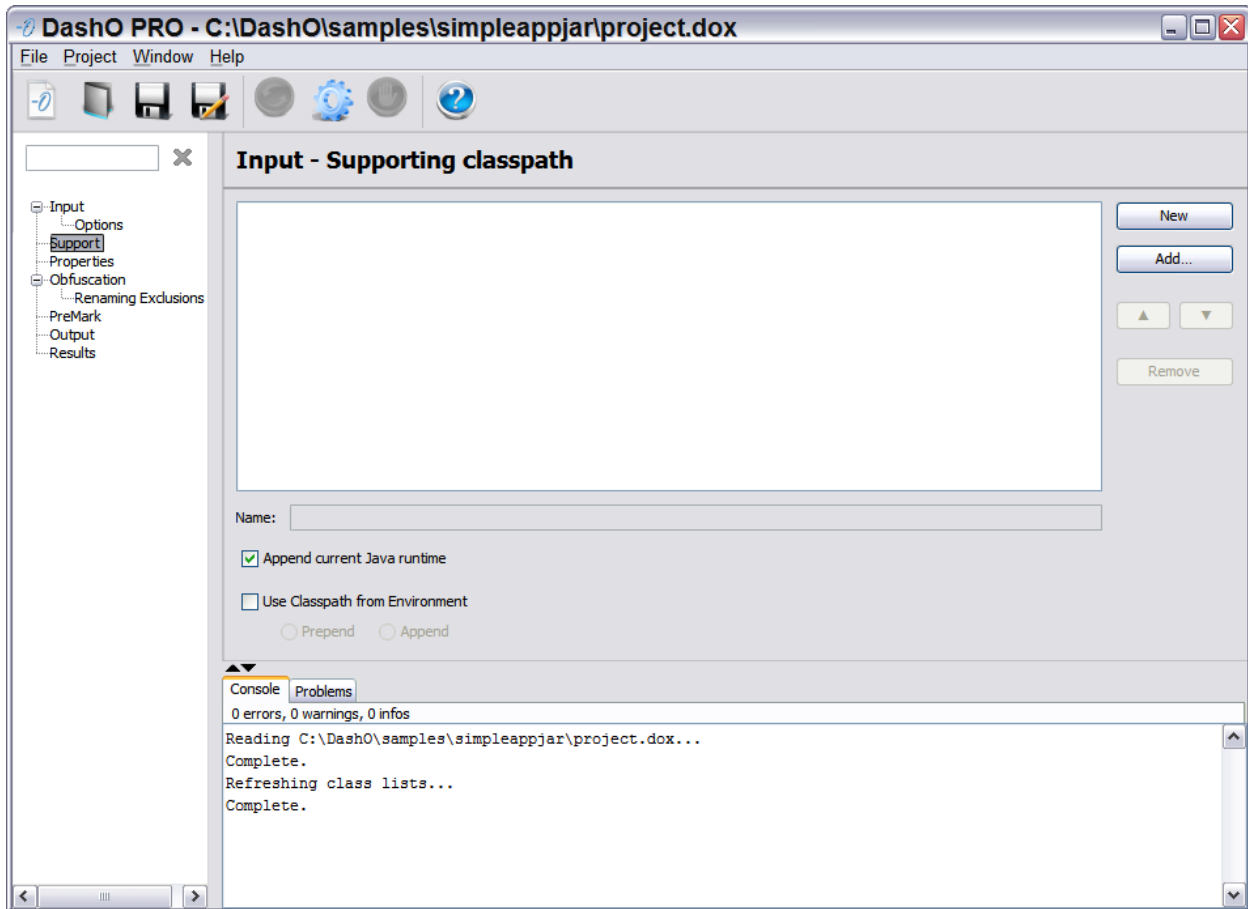 DashO PRO - C:\DashO\samples\simpleappjar\project.dox
File Project Window Help
Input - Supporting classpath
Input
Options
Support
Properties
Obfuscation
Renaming Exclusions
PreMark
Output
Results
New
Add...
Remove
Name:
Append current Java runtime
Use Classpath from Environment
Prepend Append
Console Problems
0 errors, 0 warnings, 0 infos
Reading C:\DashO\samples\simpleappjar\project.dox...
Complete.
Refreshing class lists...
Complete.